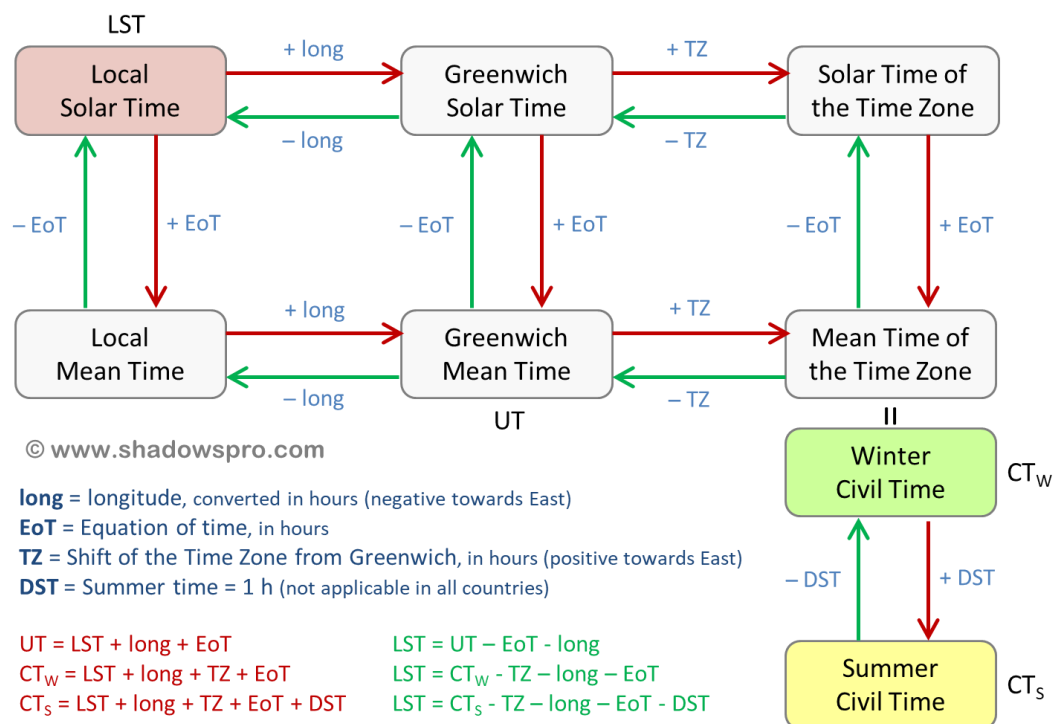 LST
+ long
+ TZ
Local
Solar Time
Greenwich
Solar Time
Solar Time of
the Time Zone
– long
– TZ
– EoT
+ EoT
– EoT
+ EoT
– EoT
+ EoT
+ long
+ TZ
Local
Mean Time
Greenwich
Mean Time
Mean Time of
the Time Zone
– long
– TZ
UT
=
© www.shadowspro.com
Winter
Civil Time
CTW
long = longitude, converted in hours (negative towards East)
EoT = Equation of time, in hours
TZ = Shift of the Time Zone from Greenwich, in hours (positive towards East)
DST = Summer time = 1 h (not applicable in all countries)
– DST
+ DST
UT = LST + long + EoT
CTW = LST + long + TZ + EoT
CTS = LST + long + TZ + EoT + DST
LST = UT – EoT - long
LST = CTW - TZ – long – EoT
LST = CTS - TZ – long – EoT - DST
Summer
Civil Time
CTS